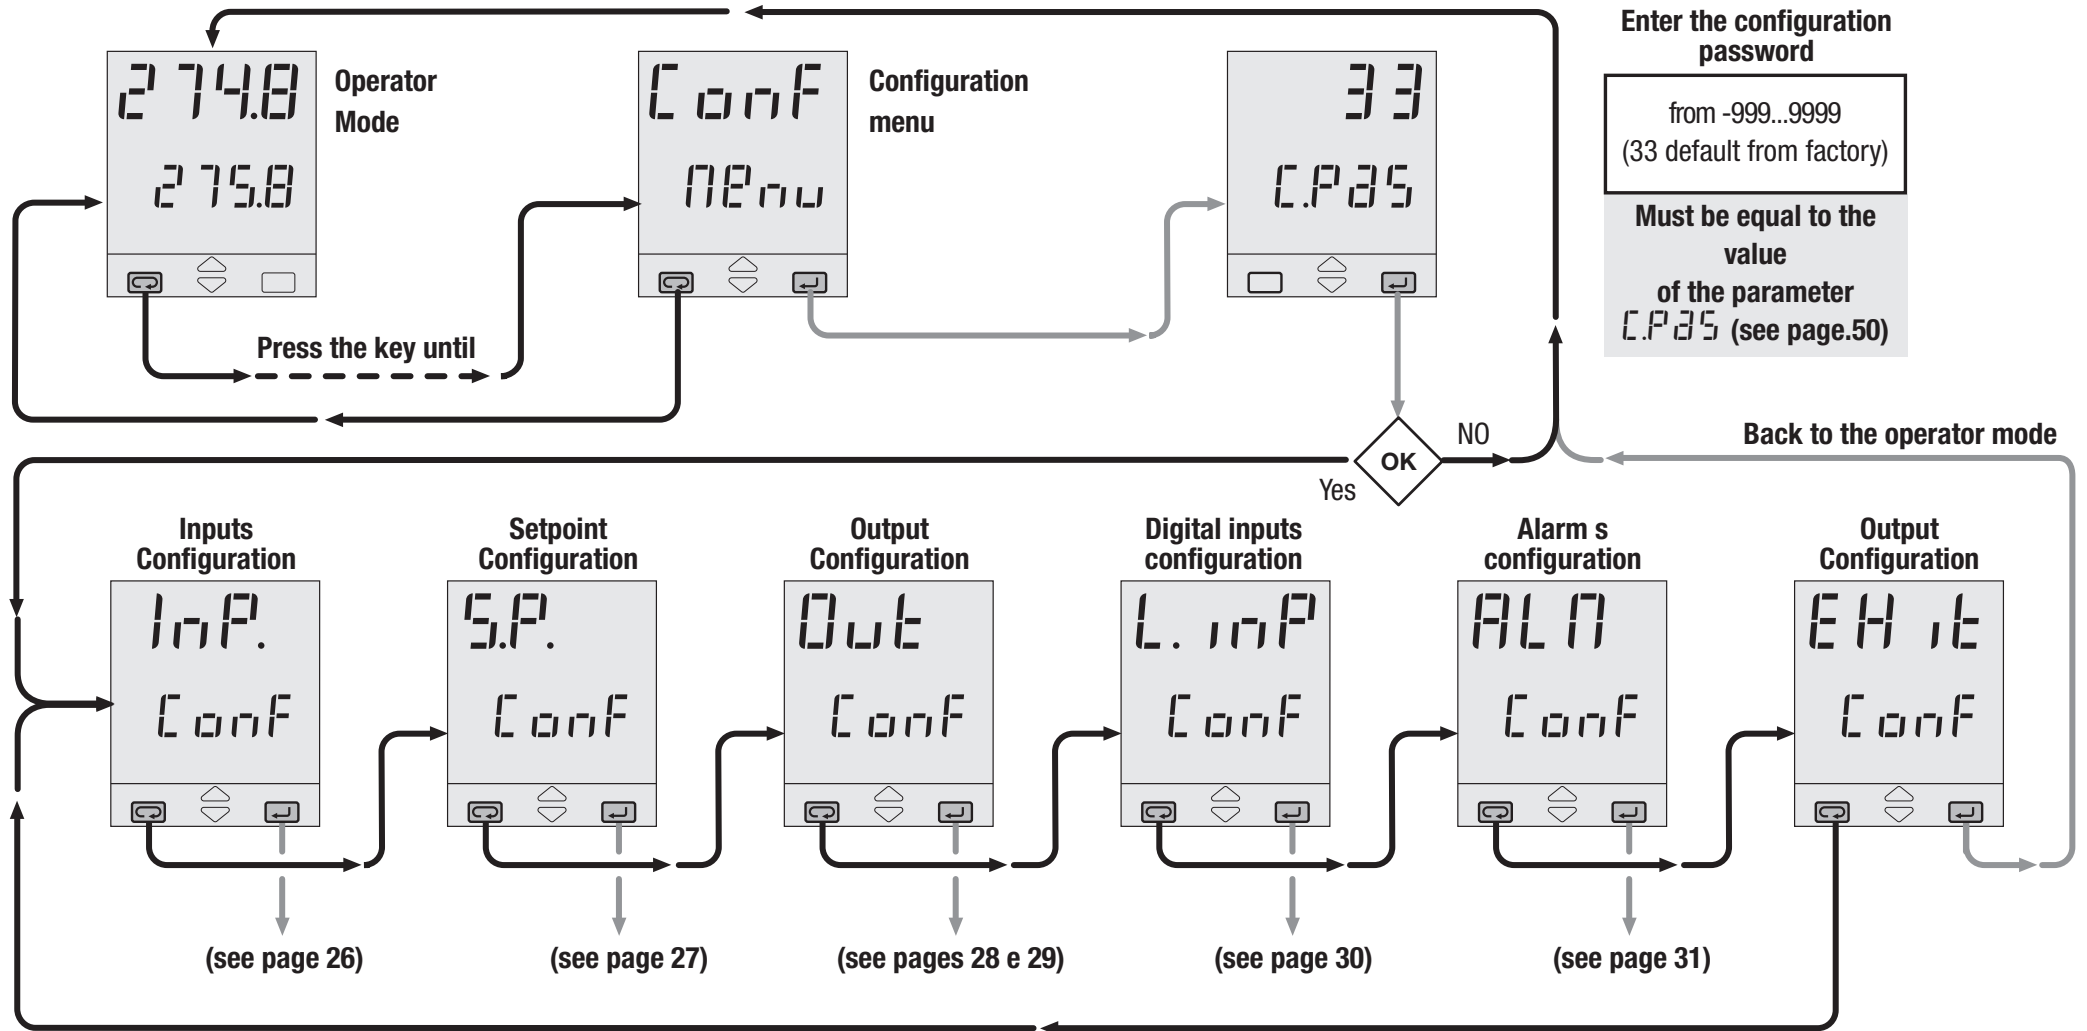 Enter the configuration
password
274.8
275.8
Operator
Mode
ConF
MEnu
Configuration
menu
33
C.PAS
from -999...9999
(33 default from factory)
Must be equal to the
value
of the parameter
C.PAS (see page.50)
Press the key until
NO
OK
Yes
Back to the operator mode
Inputs
Configuration
InP.
ConF
(see page 26)
Setpoint
Configuration
S.P.
ConF
(see page 27)
Output
Configuration
Out
ConF
(see pages 28 e 29)
Digital inputs
configuration
L. inP
ConF
(see page 30)
Alarm s
configuration
ALM
ConF
(see page 31)
Output
Configuration
EHit
ConF